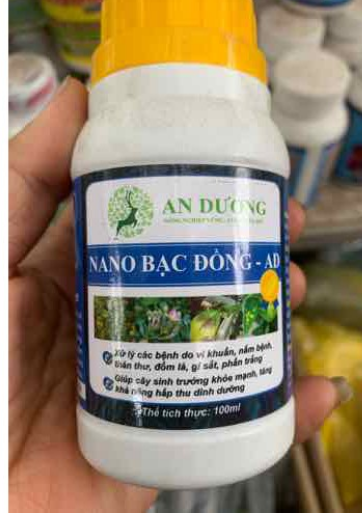 AN DƯƠNG
NANO BẠC ĐỒNG - AD
Xử lý các bệnh do vi khuẩn, nấm bệnh,
thán thư, đốm lá, gỉ sắt, phấn trắng
Giúp cây sinh trưởng khỏe mạnh, tăng
khả năng hấp thu dinh dưỡng
Thể tích thực: 100ml